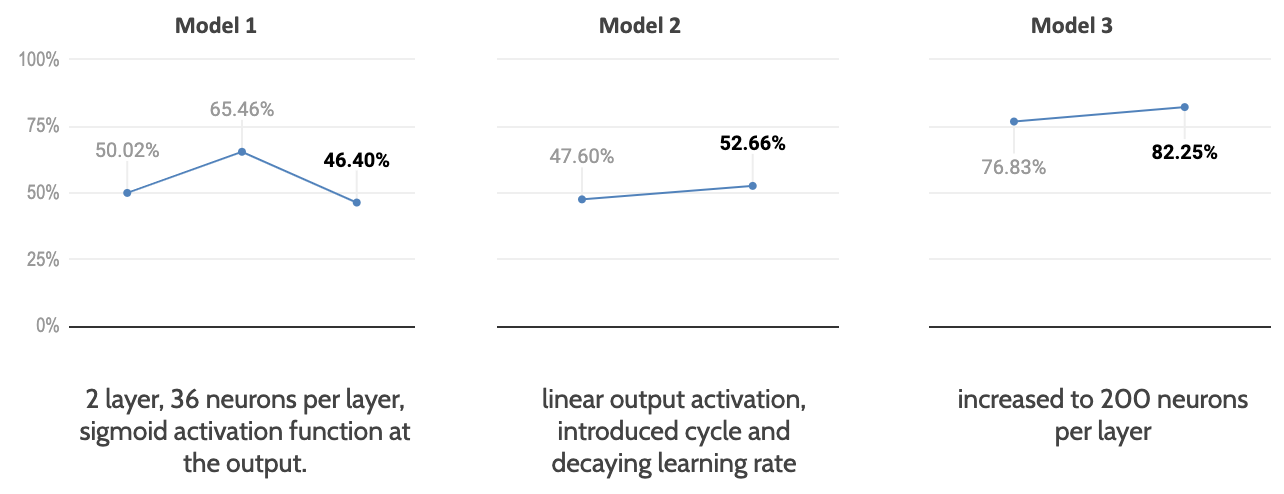 Model 1
Model 2
Model 3
100%
75%
50%
25%
0%
50.02%
65.46%
46.40%
47.60%
52.66%
76.83%
82.25%
2 layer, 36 neurons per layer,
sigmoid activation function at
the output.
linear output activation,
introduced cycle and
decaying learning rate
increased to 200 neurons
per layer